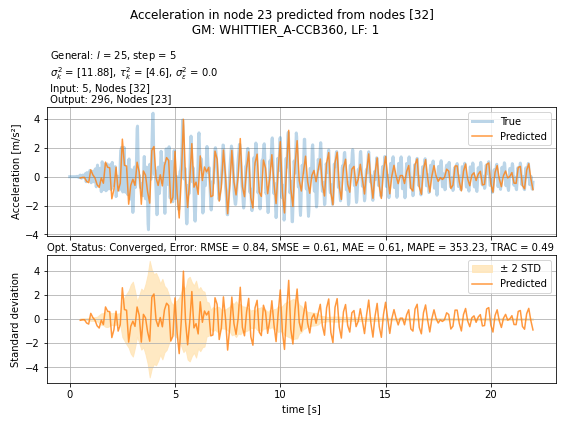 Acceleration in node 23 predicted from nodes [32]
GM: WHITTIER_A-CCB360, LF: 1
General: l = 25, step = 5
σ²ₖ = [11.88], τ²ₖ = [4.6], σ²ε = 0.0
Input: 5, Nodes [32]
Output: 296, Nodes [23]
Acceleration [m/s²]
4
2
0
−2
−4
True
Predicted
Opt. Status: Converged, Error: RMSE = 0.84, SMSE = 0.61, MAE = 0.61, MAPE = 353.23, TRAC = 0.49
Standard deviation
4
2
0
−2
−4
± 2 STD
Predicted
0 5 10 15 20
time [s]